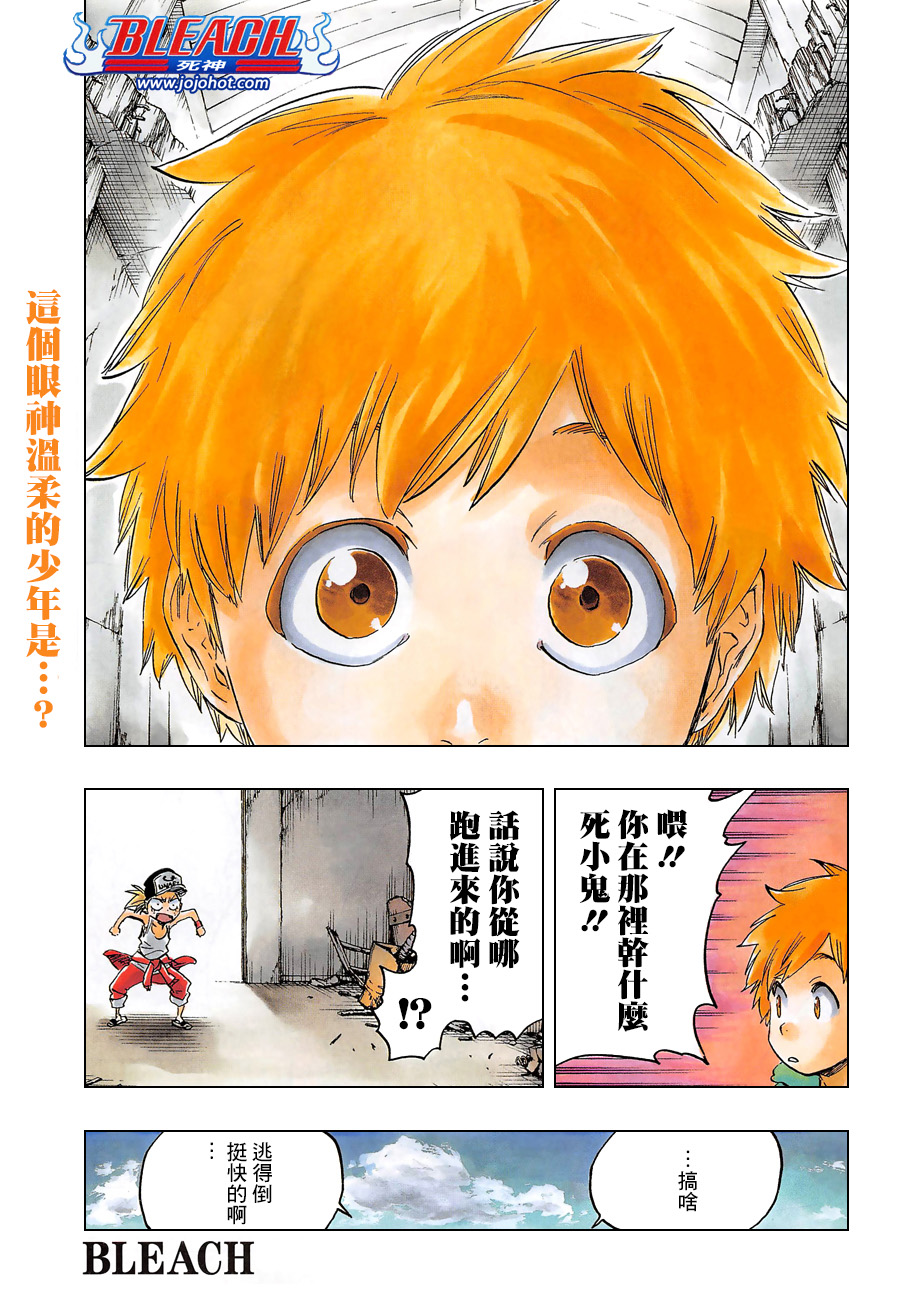 BLEACH
死神
www.jojohot.com
這個眼神溫柔的少年是…?
喂!!
你在那裡幹什麼
死小鬼!!
話說你從哪
跑進來的啊…
!?
…搞啥
逃得倒
挺快的啊
…
BLEACH